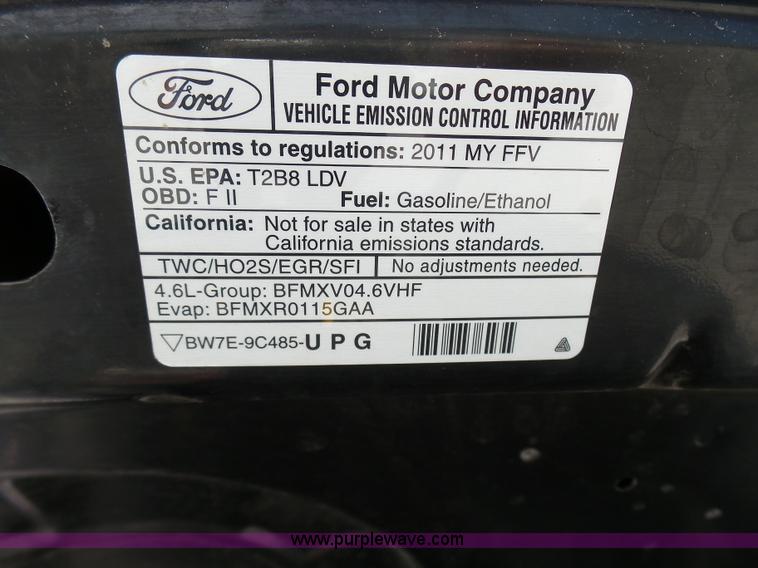 Ford
Ford Motor Company
VEHICLE EMISSION CONTROL INFORMATION
Conforms to regulations: 2011 MY FFV
U.S. EPA: T2B8 LDV
OBD: F II Fuel: Gasoline/Ethanol
California: Not for sale in states with
California emissions standards.
TWC/HO2S/EGR/SFI No adjustments needed.
4.6L-Group: BFMXV04.6VHF
Evap: BFMXR0115GAA
BW7E-9C485-U P G
www.purplewave.com